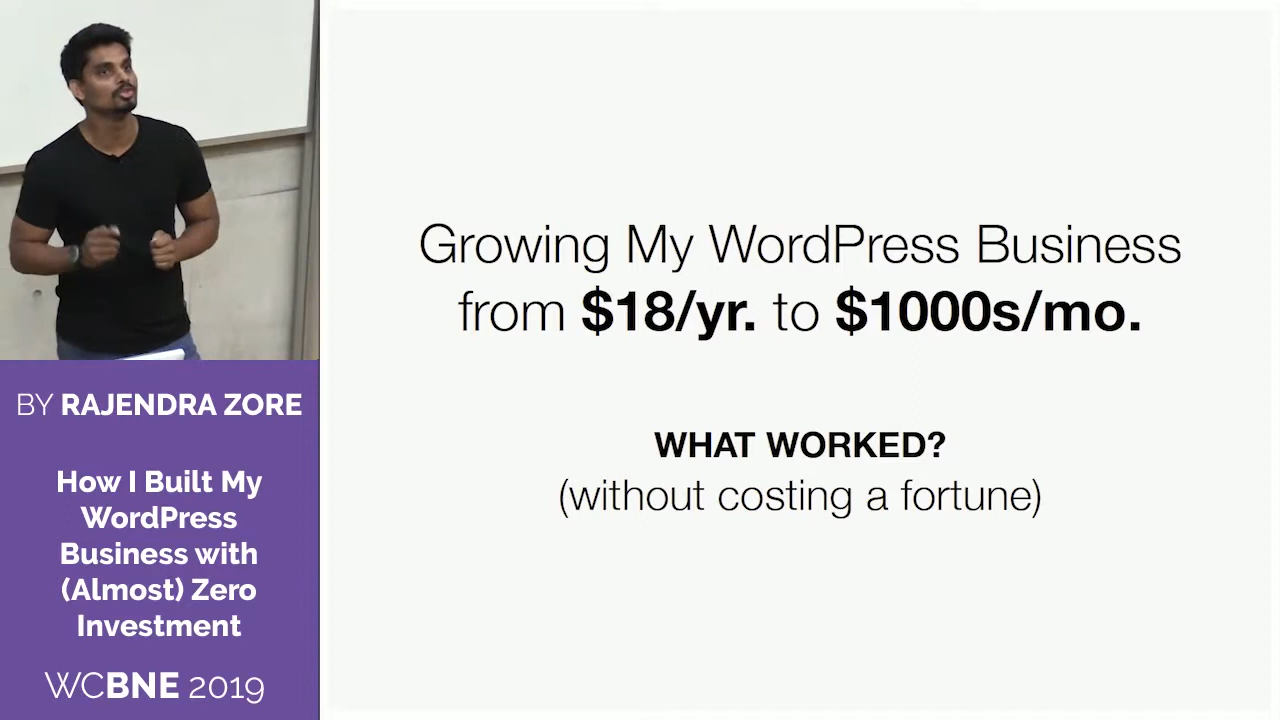 BY RAJENDRA ZORE
How I Built My
WordPress
Business with
(Almost) Zero
Investment
WCBNE 2019
Growing My WordPress Business
from $18/yr. to $1000s/mo.
WHAT WORKED?
(without costing a fortune)